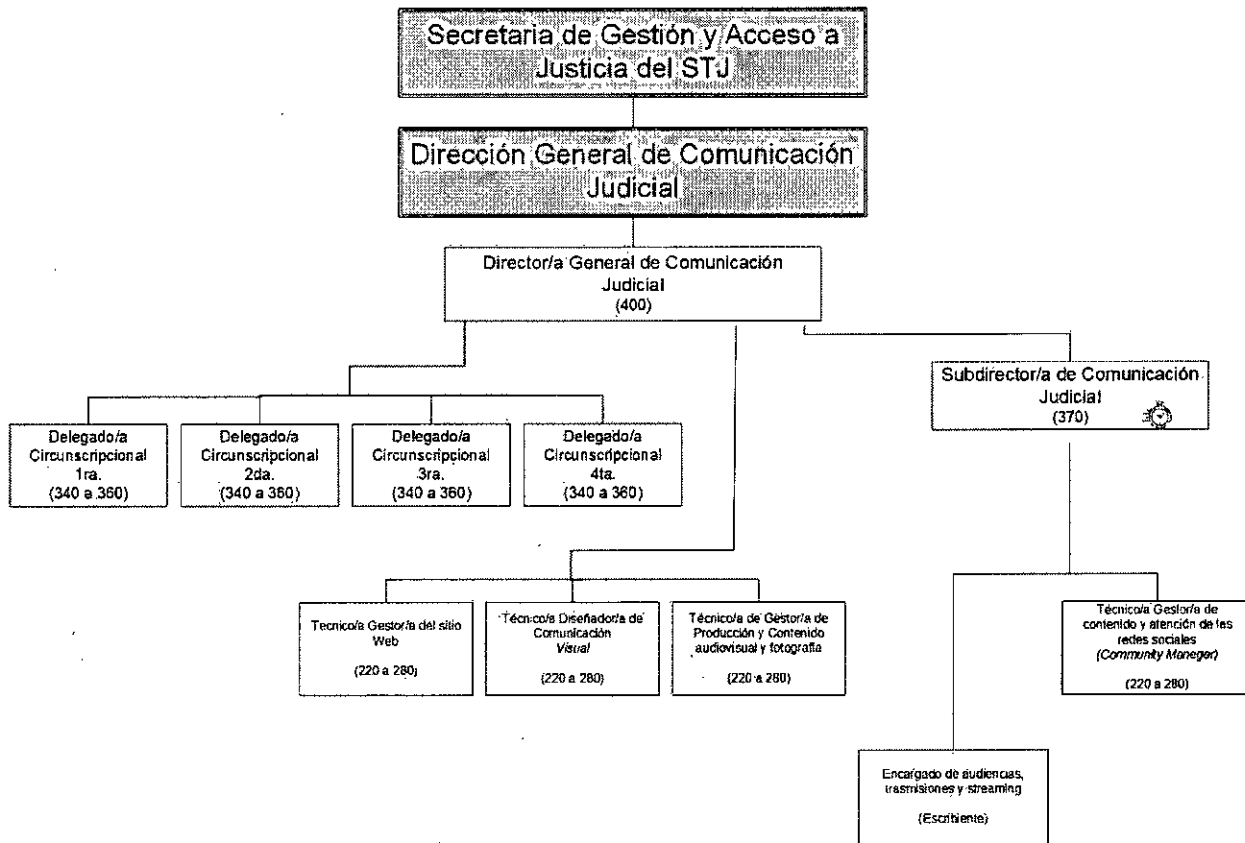 Secretaria de Gestión y Acceso a
Justicia del STJ
Dirección General de Comunicación
Judicial
Director/a General de Comunicación
Judicial
(400)
Subdirector/a de Comunicación
Judicial
(370)
Delegado/a
Circunscripcional
1ra.
(340 a 360)
Delegado/a
Circunscripcional
2da.
(340 a 360)
Delegado/a
Circunscripcional
3ra.
(340 a 360)
Delegado/a
Circunscripcional
4ta.
(340 a 360)
Tecnico/a Gestor/a del sitio
Web
(220 a 280)
Técnico/a Diseñador/a de
Comunicación
Visual
(220 a 280)
Técnico/a de Gestor/a de
Producción y Contenido
audiovisual y fotografía
(220 a 280)
Técnico/a Gestor/a de
contenido y atención de las
redes sociales
(Community Manager)
(220 a 280)
Encargado de audiencias,
trasmisiones y streaming
(Escribiente)